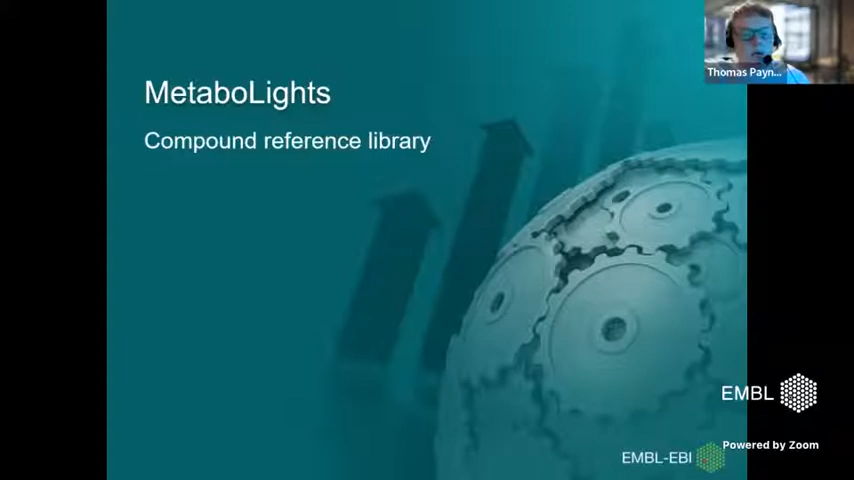 MetaboLights
Compound reference library
Thomas Payn...
EMBL
Powered by Zoom
EMBL-EBI